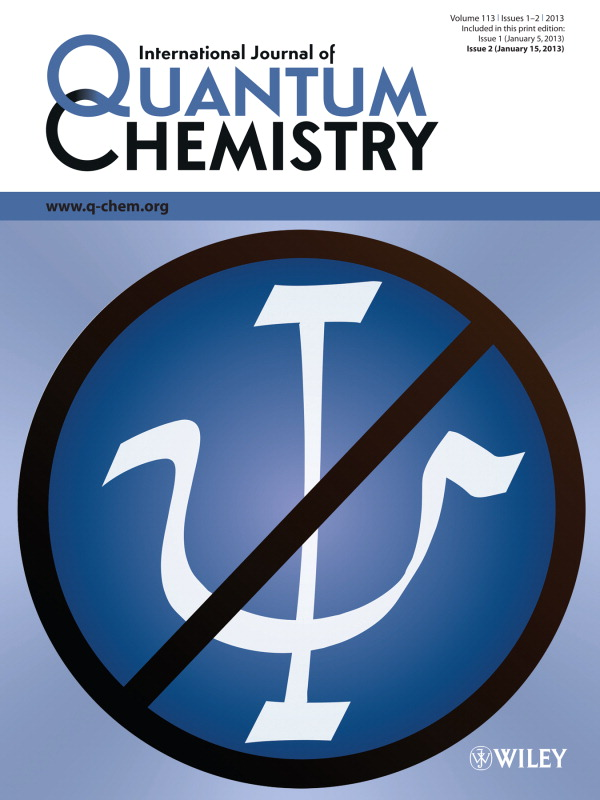 Volume 113 | Issues 1–2 | 2013
Included in this print edition:
Issue 1 (January 5, 2013)
Issue 2 (January 15, 2013)
International Journal of
QUANTUM
CHEMISTRY
www.q-chem.org
Ψ
WILEY